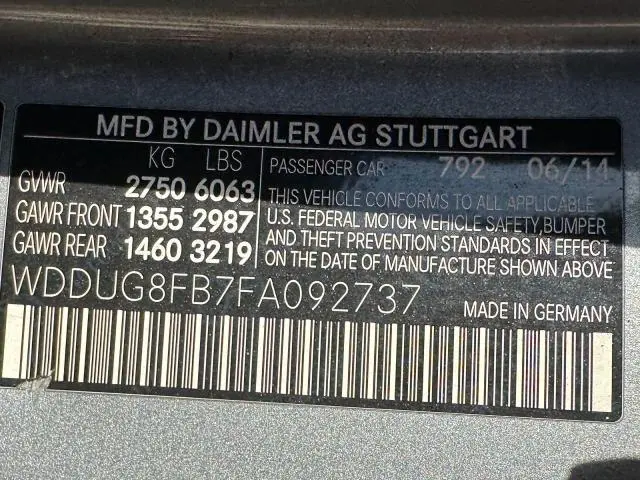 MFD BY DAIMLER AG STUTTGART
KG LBS
GVWR 2750 6063
GAWR FRONT 1355 2987
GAWR REAR 1460 3219
PASSENGER CAR 792 06/14
THIS VEHICLE CONFORMS TO ALL APPLICABLE
U.S. FEDERAL MOTOR VEHICLE SAFETY,BUMPER
AND THEFT PREVENTION STANDARDS IN EFFECT
ON THE DATE OF MANUFACTURE SHOWN ABOVE
WDDUG8FB7FA092737
MADE IN GERMANY